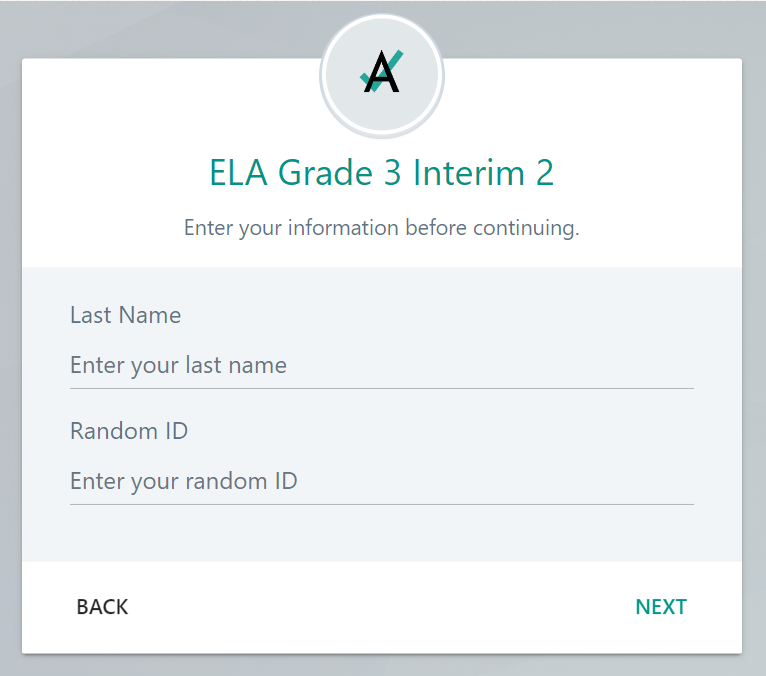 A
ELA Grade 3 Interim 2
Enter your information before continuing.
Last Name
Enter your last name
Random ID
Enter your random ID
BACK NEXT